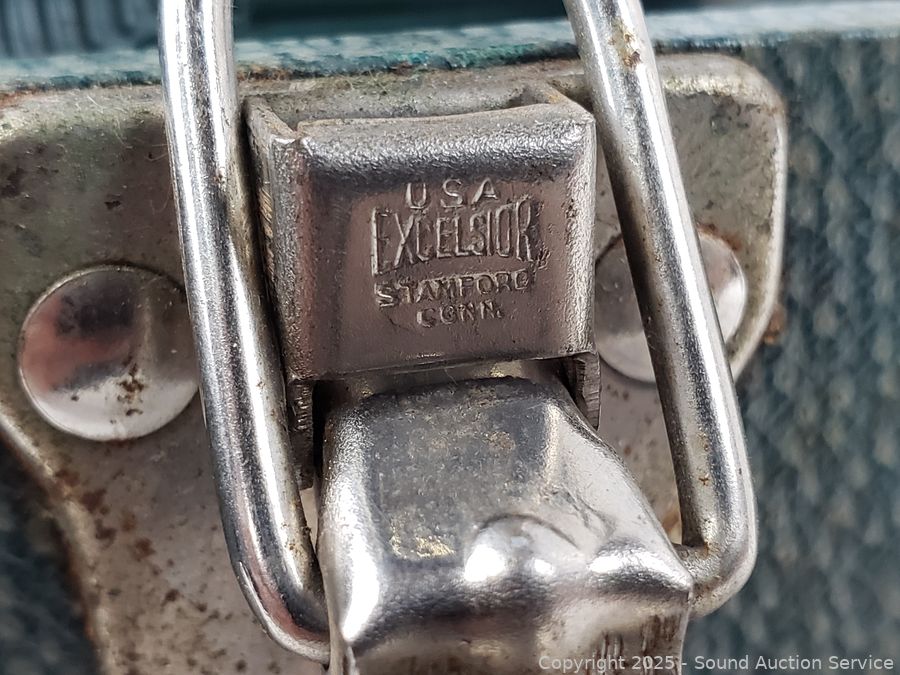 USA
EXCELSIOR
STAMFORD
CONN.
Copyright 2025 - Sound Auction Service